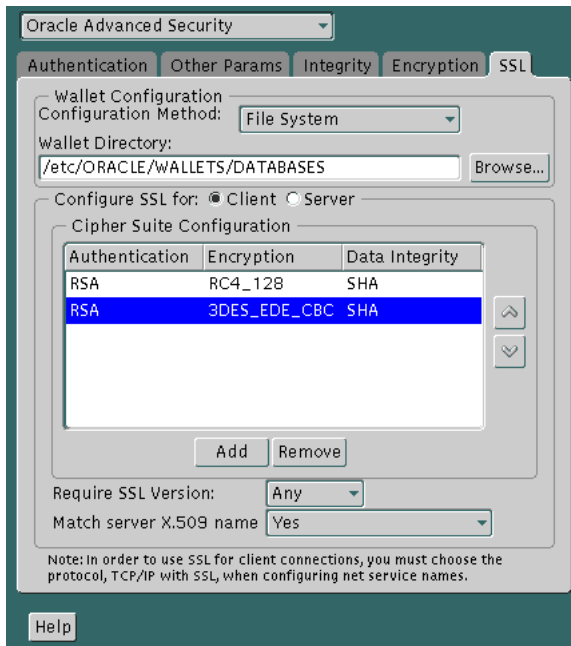 Oracle Advanced Security
Authentication Other Params Integrity Encryption SSL
Wallet Configuration
Configuration Method: File System
Wallet Directory:
/etc/ORACLE/WALLETS/DATABASES Browse...
Configure SSL for: Client Server
Cipher Suite Configuration
Authentication Encryption Data Integrity
RSA RC4_128 SHA
RSA 3DES_EDE_CBC SHA
Add Remove
Require SSL Version: Any
Match server X.509 name Yes
Note: In order to use SSL for client connections, you must choose the
protocol, TCP/IP with SSL, when configuring net service names.
Help